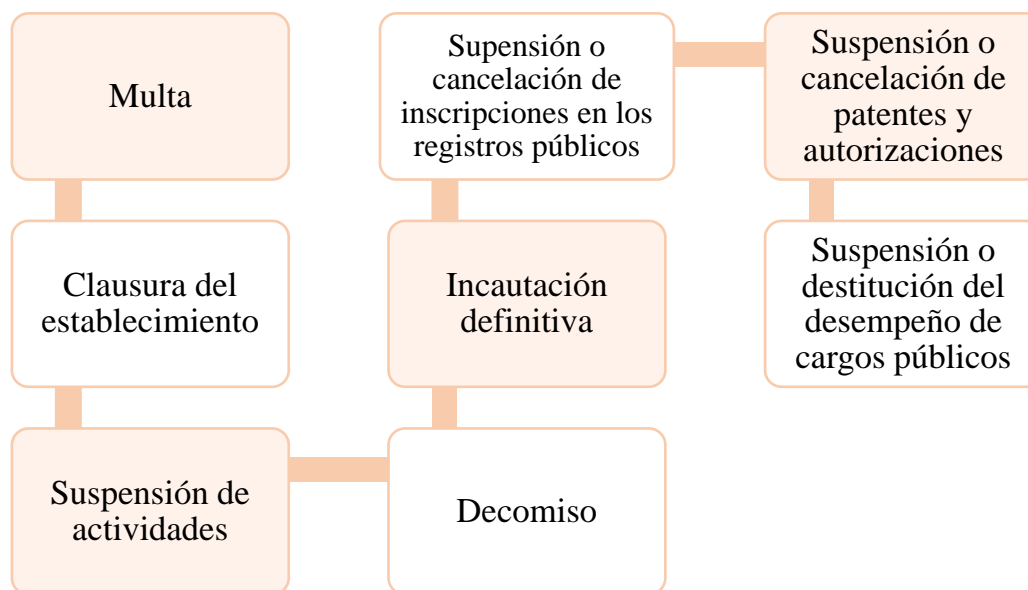 Multa
Clausura del
establecimiento
Suspensión de
actividades
Decomiso
Incautación
definitiva
Supensión o
cancelación de
inscripciones en los
registros públicos
Suspensión o
cancelación de
patentes y
autorizaciones
Suspensión o
destitución del
desempeño de
cargos públicos